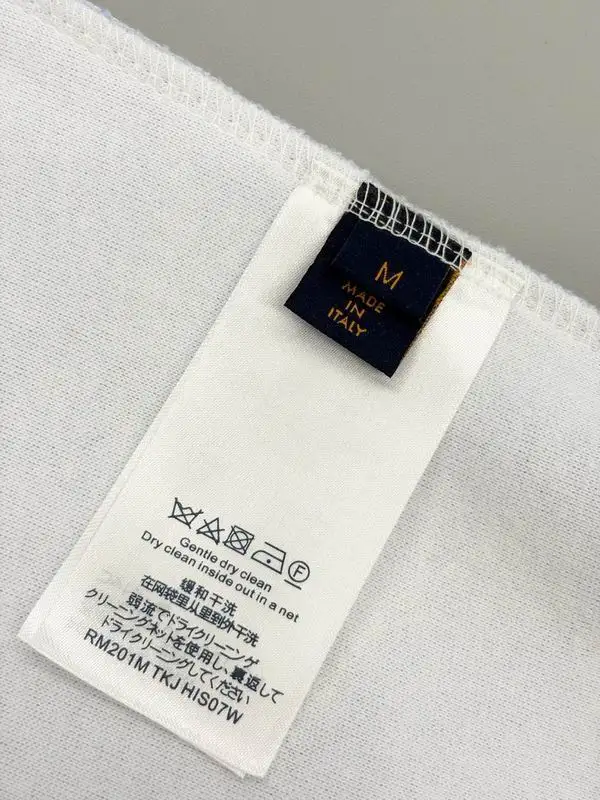 M
MADE
IN
ITALY
F
Gentle dry clean
Dry clean inside out in a net
缓和干洗
在网袋里从里到外干洗
弱流でドライクリーニンゲ
クリーニングネットを使用し、裏返して
ドライクリーニングしてください
RM201M TKJ HIS07W